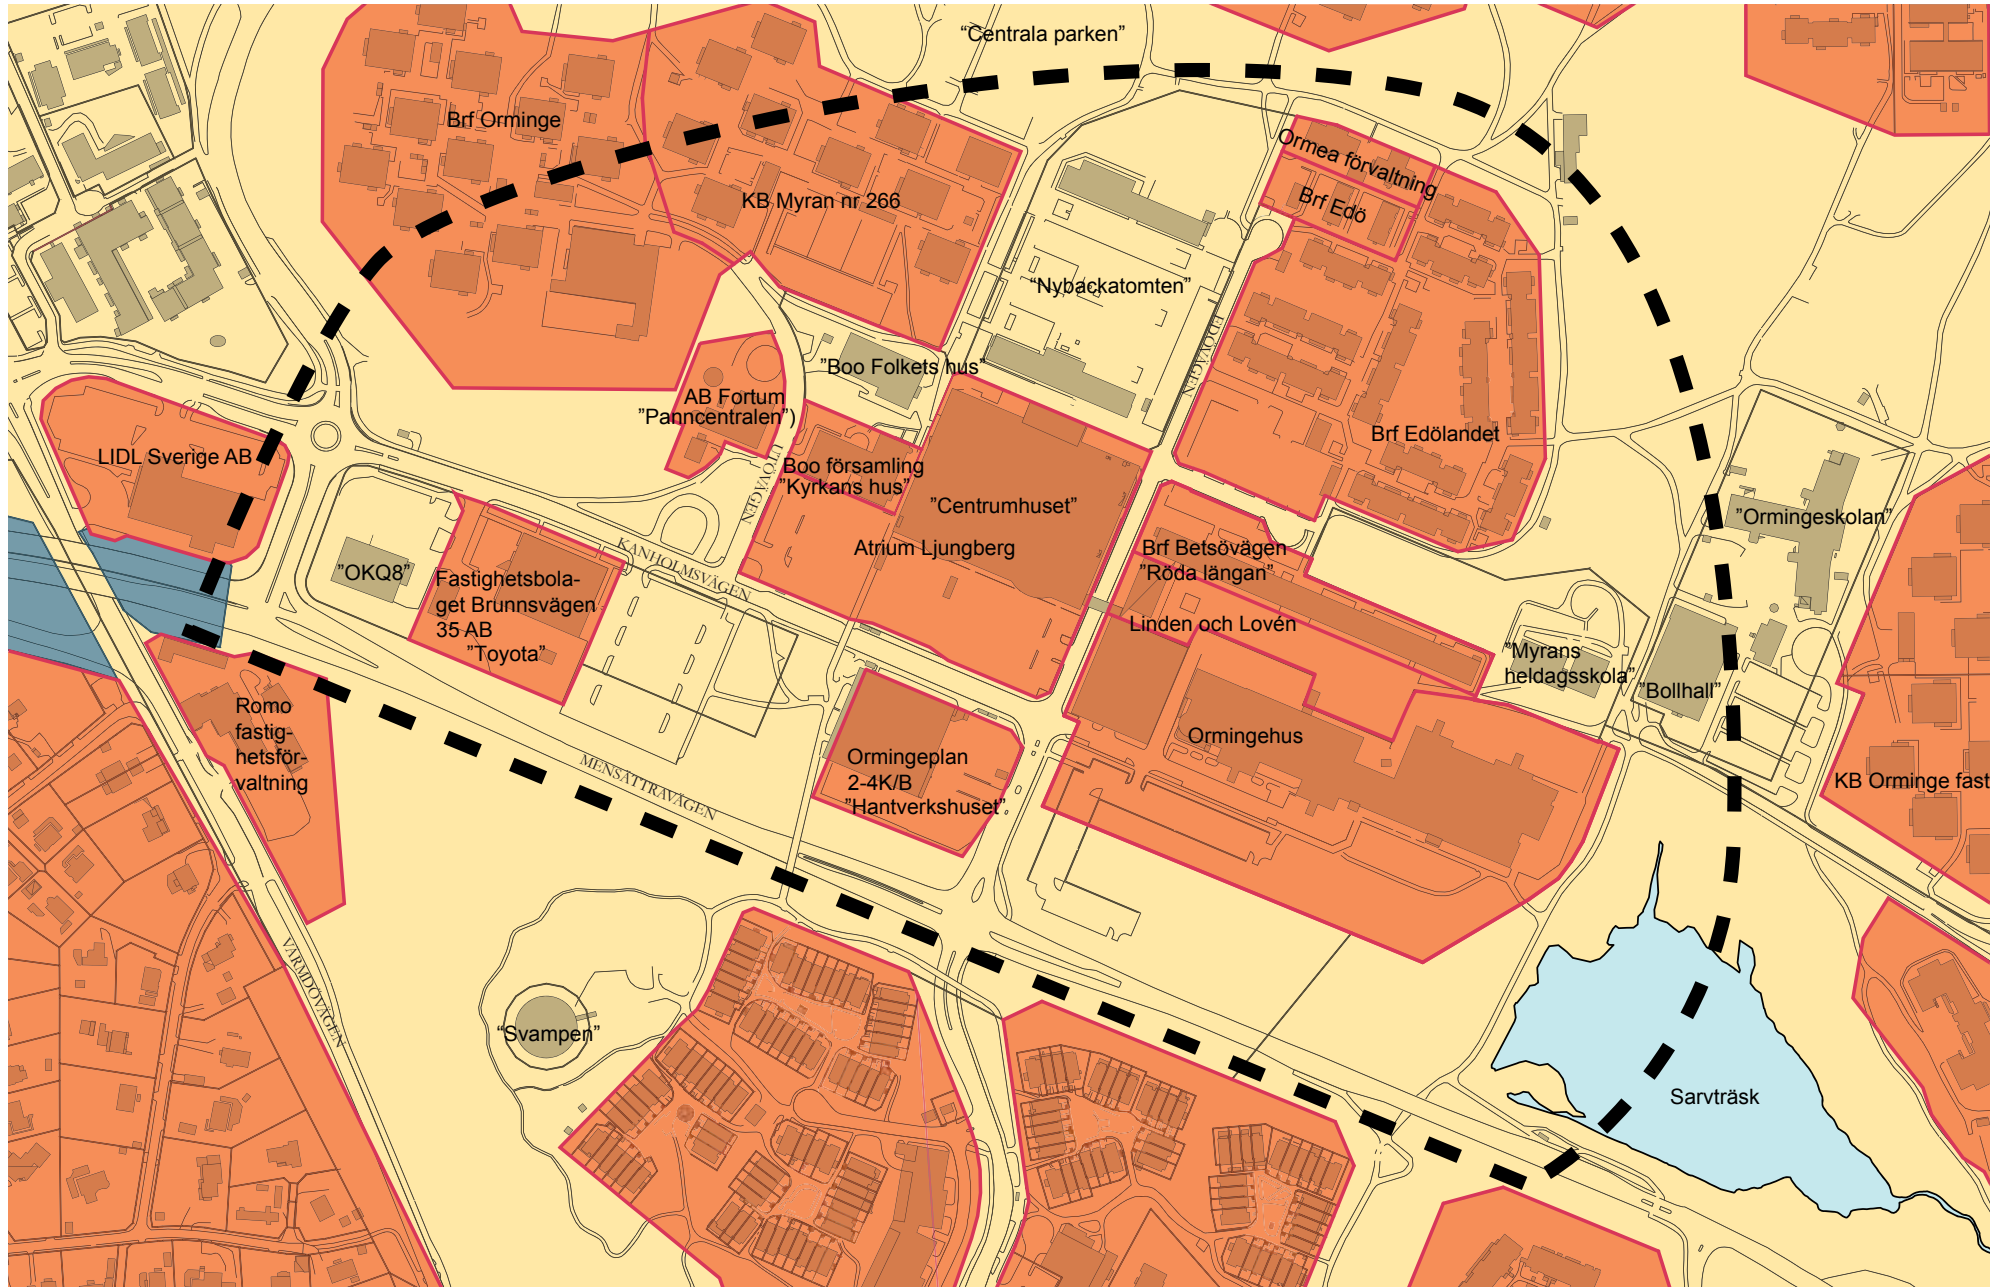 "Centrala parken"
Brf Orminge
Ormea förvaltning
KB Myran nr 266
Brf Edö
"Nybackatomten"
EDÖVÄGEN
"Boo Folkets hus"
AB Fortum
"Panncentralen")
Brf Edölandet
LIDL Sverige AB
UTÖVÄGEN
Boo församling
"Kyrkans hus"
"Centrumhuset"
"Ormingeskolan"
Atrium Ljungberg
KANHOLMSVÄGEN
"OKQ8"
Fastighetsbola-
get Brunnsvägen
35 AB
"Toyota"
Brf Betsövägen
"Röda längan"
Linden och Lovén
"Myrans
heldagsskola"
"Bollhall"
Romo
fastig-
hetsför-
valtning
Ormingeplan
2-4K/B
"Hantverkshuset"
Ormingehus
KB Orminge fast
MENSÄTTRAVÄGEN
VÄRMDÖVÄGEN
"Svampen"
Sarvträsk